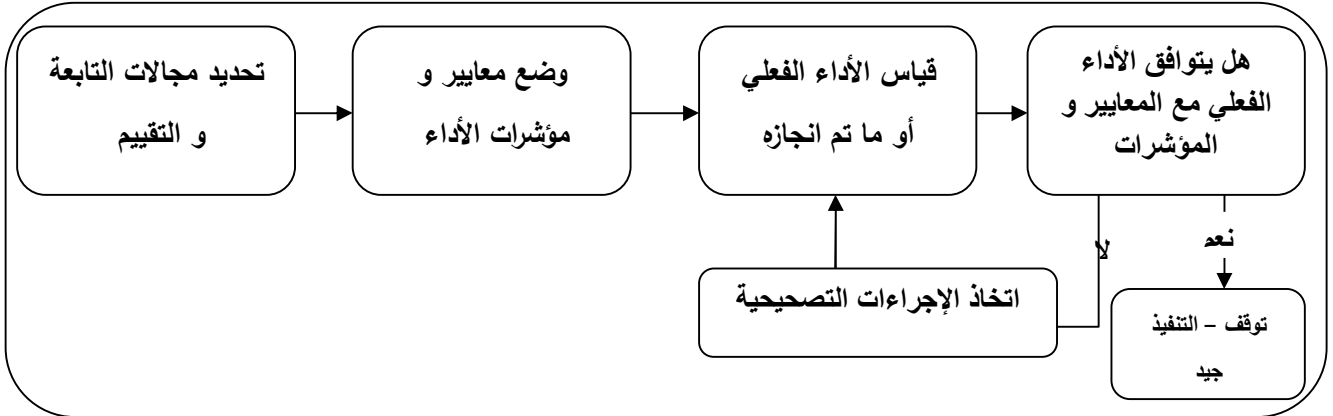 تحديد مجالات التابعة
و التقييم
وضع معايير و
مؤشرات الأداء
قياس الأداء الفعلي
أو ما تم انجازه
هل يتوافق الأداء
الفعلي مع المعايير و
المؤشرات
لا
نعم
اتخاذ الإجراءات التصحيحية
توقف – التنفيذ
جيد